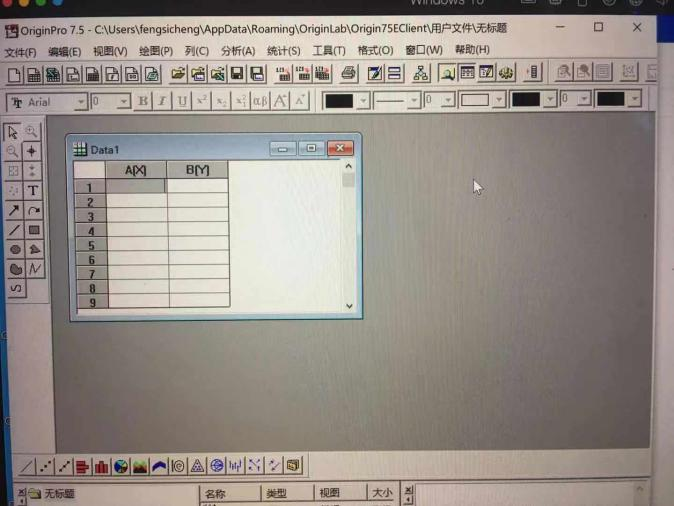 Windows 10
OriginPro 7.5 - C:\Users\fengsicheng\AppData\Roaming\OriginLab\Origin75EClient\用户文件\无标题
文件(F) 编辑(E) 视图(V) 绘图(P) 列(C) 分析(A) 统计(S) 工具(T) 格式(O) 窗口(W) 帮助(H)
Arial 0 B I U x² x₂ αβ A A 0 0
Data1
A(X) B(Y)
1
2
3
4
5
6
7
8
9
T
无标题 名称 类型 视图 大小